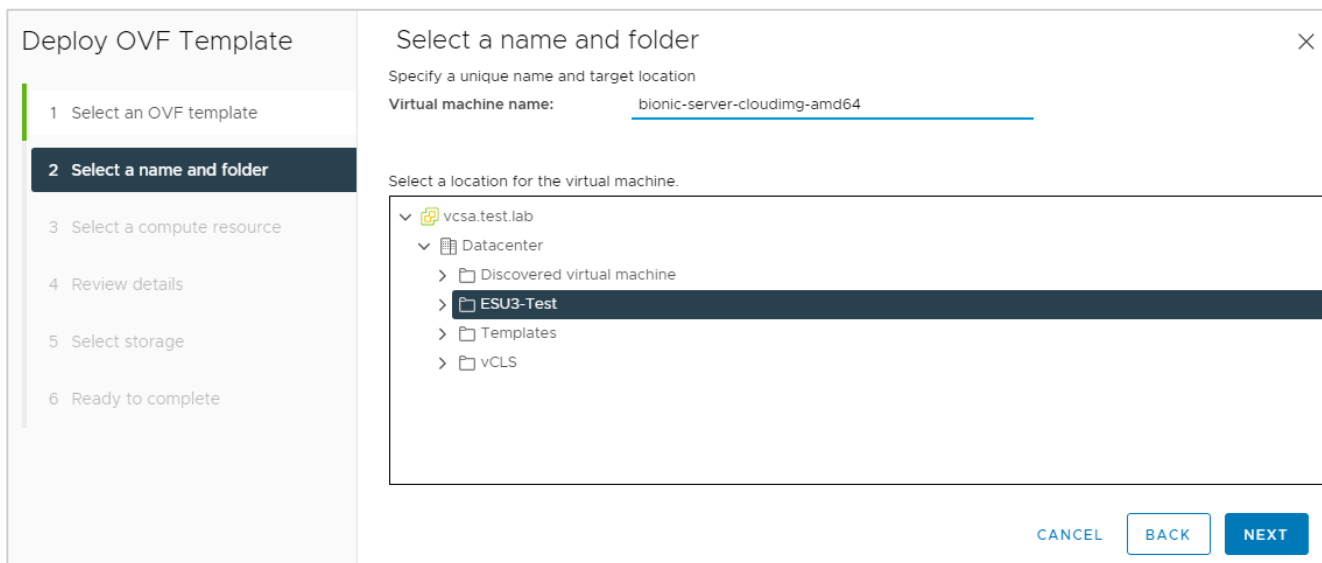 Deploy OVF Template
1 Select an OVF template
2 Select a name and folder
3 Select a compute resource
4 Review details
5 Select storage
6 Ready to complete
Select a name and folder
Specify a unique name and target location
Virtual machine name: bionic-server-cloudimg-amd64
Select a location for the virtual machine.
vcsa.test.lab
Datacenter
Discovered virtual machine
ESU3-Test
Templates
vCLS
CANCEL BACK NEXT